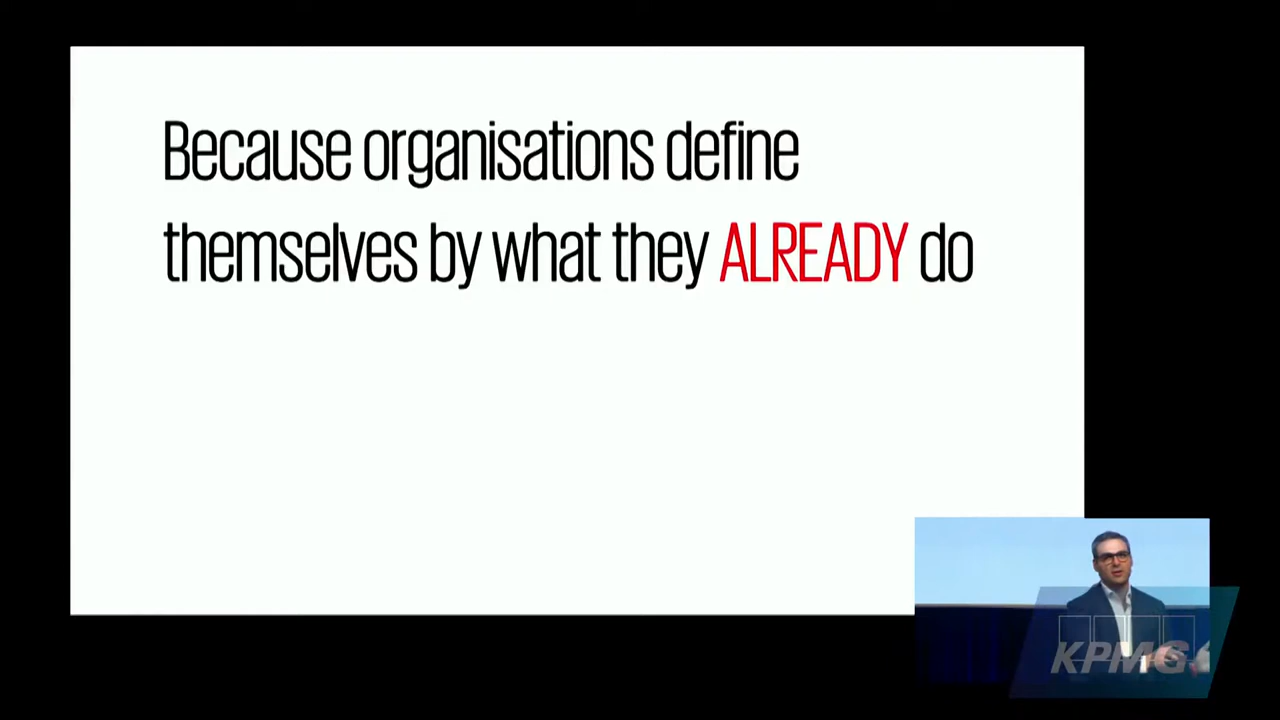 Because organisations define
themselves by what they ALREADY do
KPMG